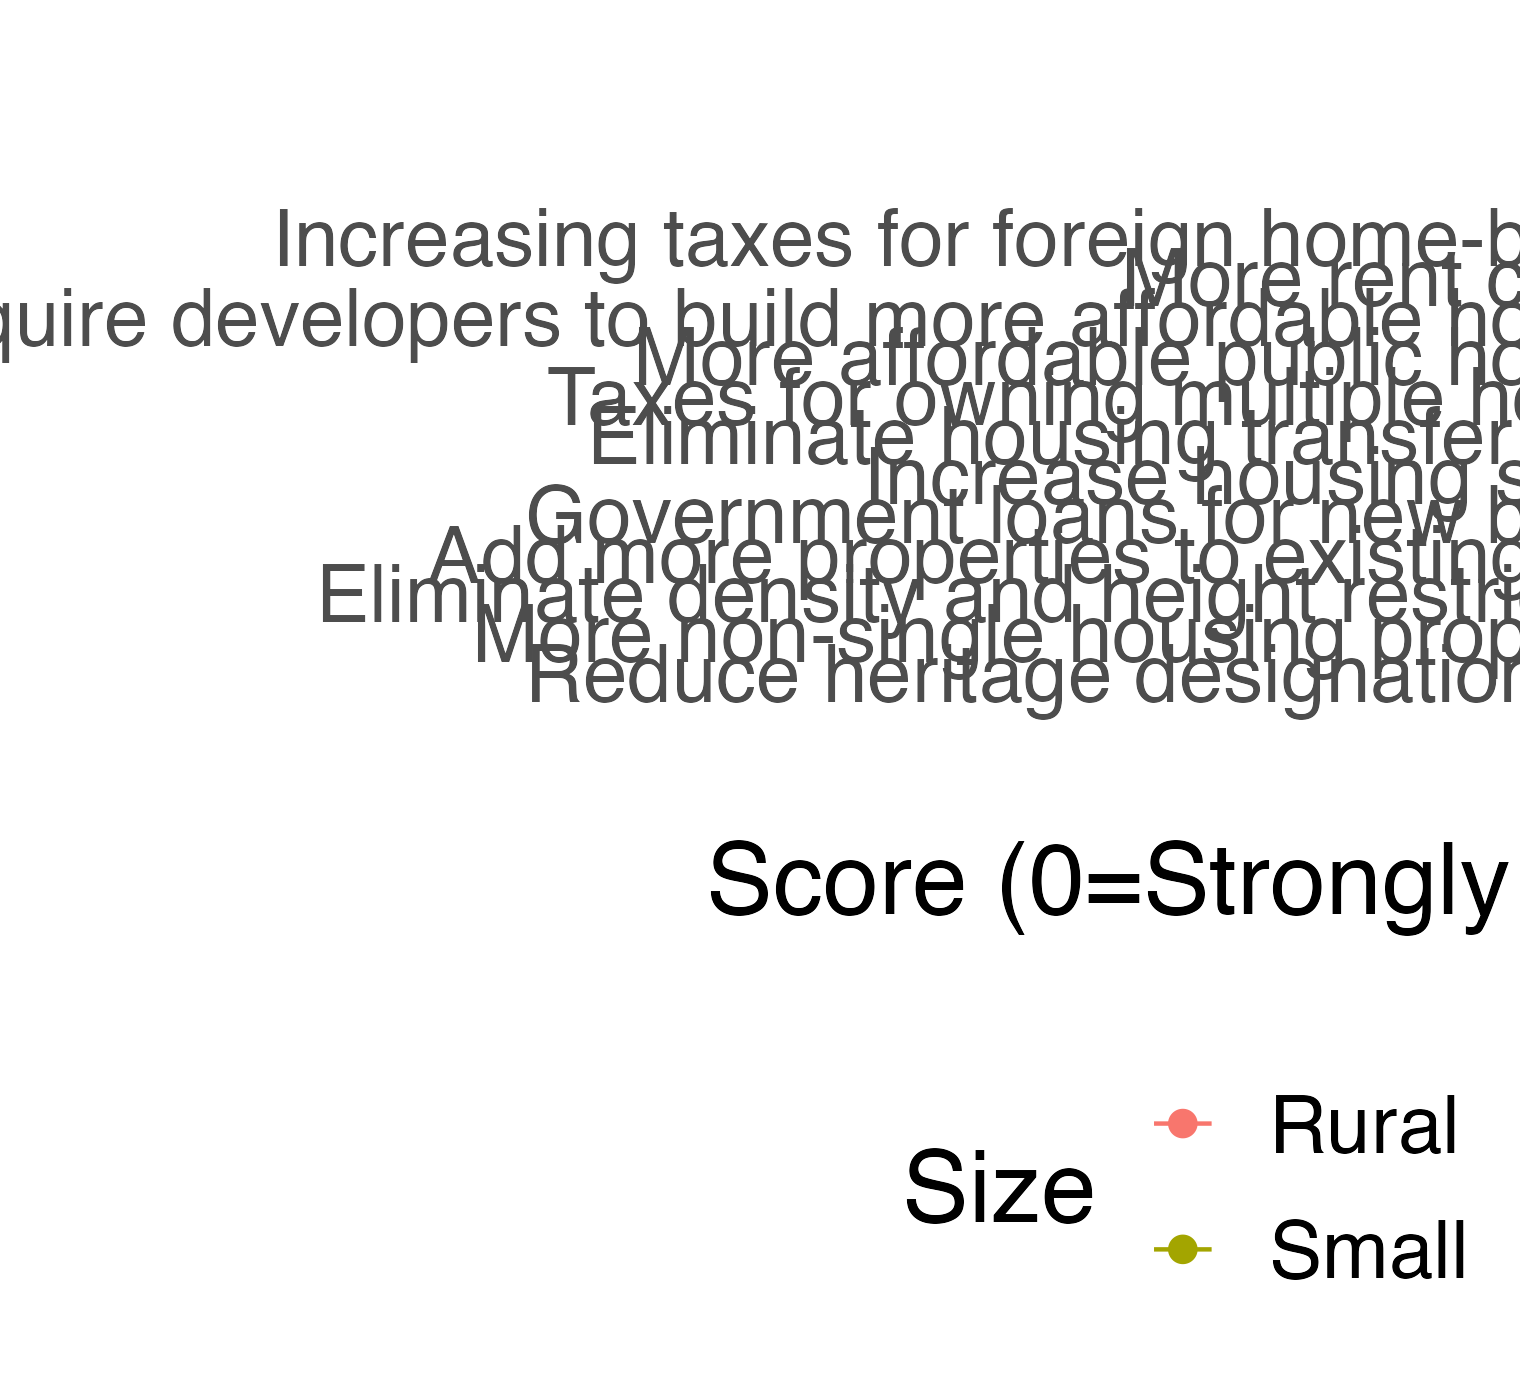 Increasing taxes for foreign home-b
More rent c
quire developers to build more affordable ho
More affordable public ho
Taxes for owning multiple ho
Eliminate housing transfer
Increase housing s
Government loans for new b
Add more properties to existing
Eliminate density and height restri
More non-single housing prop
Reduce heritage designation
Score (0=Strongly
Rural
Size
Small